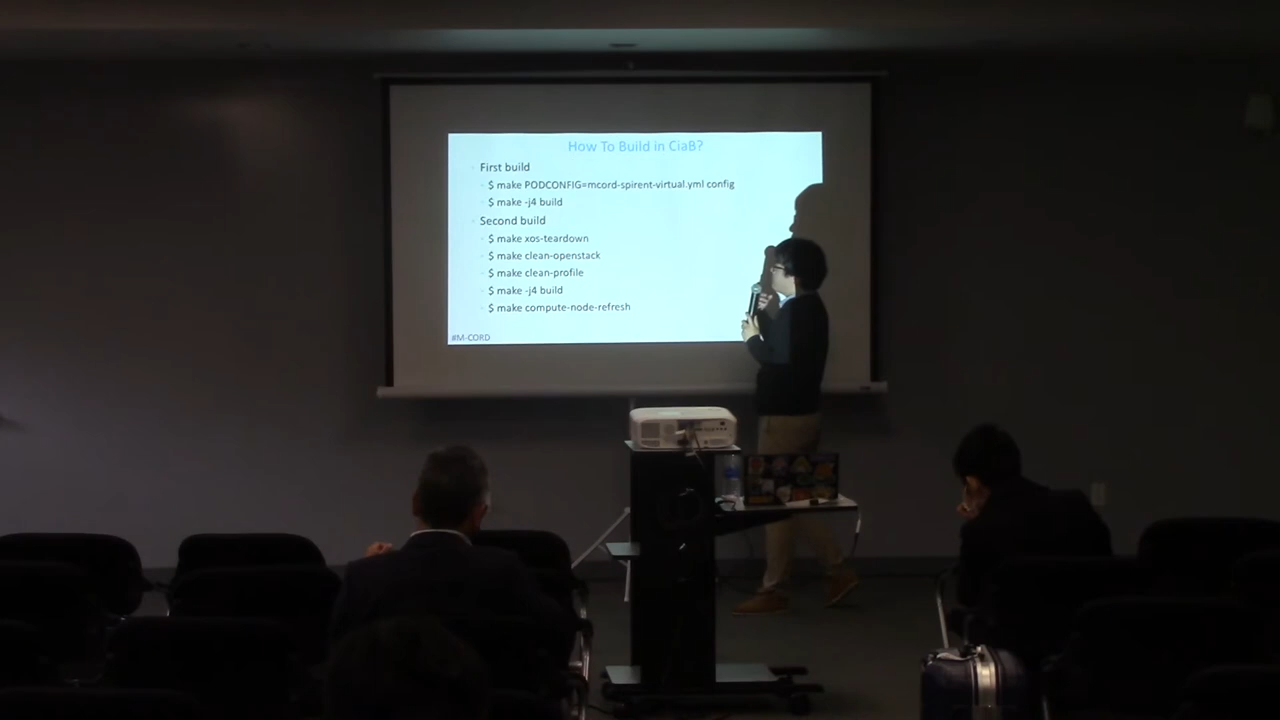 How To Build in CiaB?
First build
$ make PODCONFIG=mcord-spirent-virtual.yml config
$ make -j4 build
Second build
$ make xos-teardown
$ make clean-openstack
$ make clean-profile
$ make -j4 build
$ make compute-node-refresh
#M-CORD